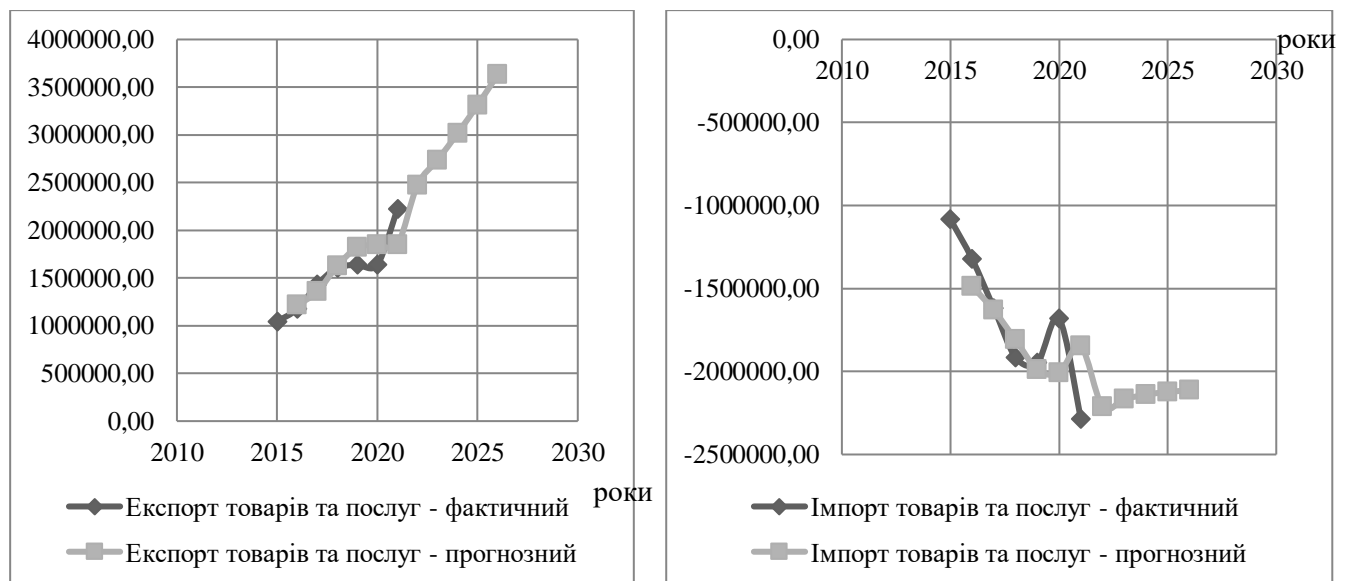 4000000,00
3500000,00
3000000,00
2500000,00
2000000,00
1500000,00
1000000,00
500000,00
0,00
2010 2015 2020 2025 2030
роки
Експорт товарів та послуг - фактичний
Експорт товарів та послуг - прогнозний
0,00
роки
2010 2015 2020 2025 2030
-500000,00
-1000000,00
-1500000,00
-2000000,00
-2500000,00
Імпорт товарів та послуг - фактичний
Імпорт товарів та послуг - прогнозний